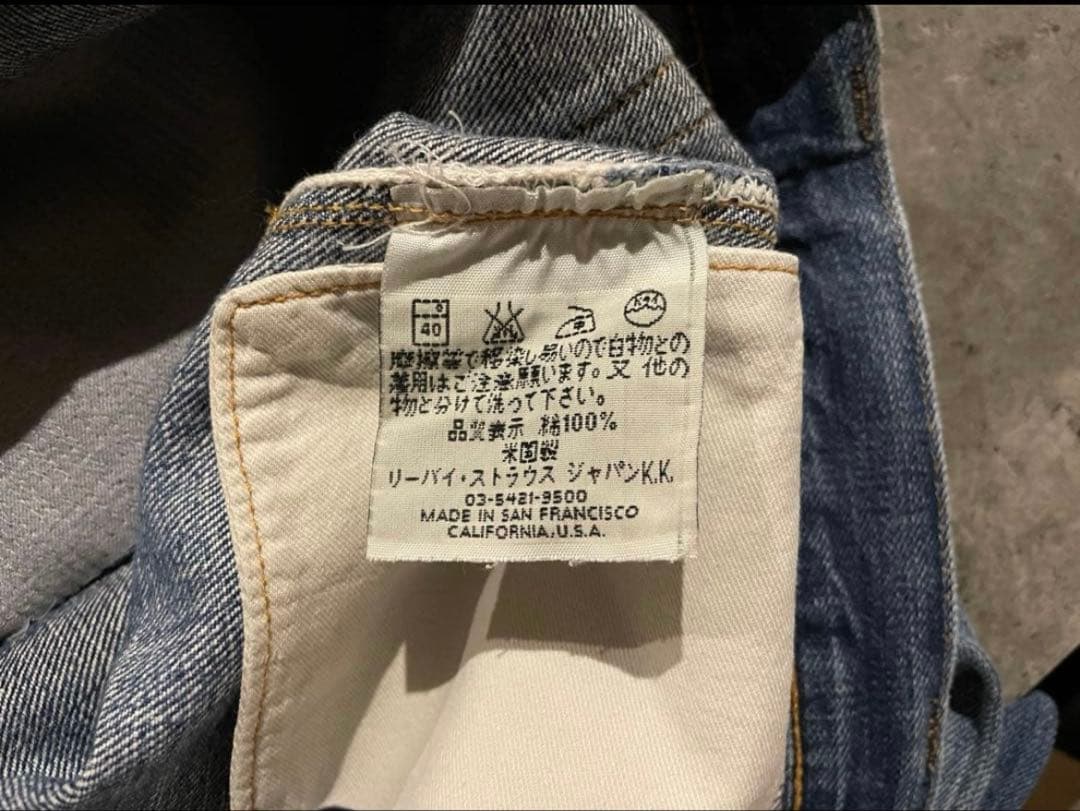 40
摩擦等で移染し易いので白物との
着用はご注意願います。又 他の
物と分けて洗って下さい。
品質表示 綿100%
米国製
リーバイ・ストラウス ジャパンK.K.
03-5421-9500
MADE IN SAN FRANCISCO
CALIFORNIA,U.S.A.